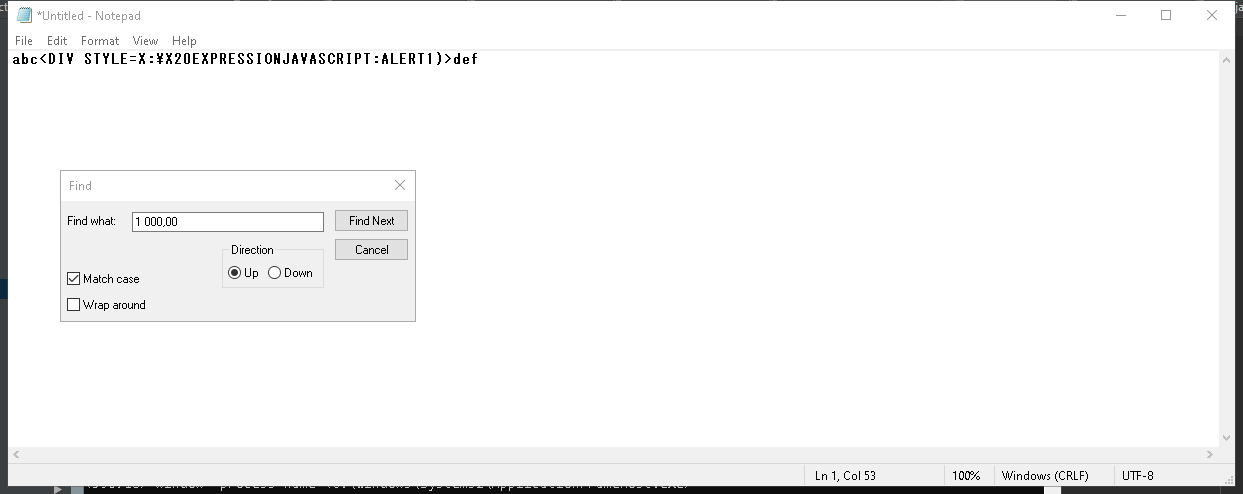 *Untitled - Notepad
File Edit Format View Help
abc<DIV STYLE=X:¥X20EXPRESSIONJAVASCRIPT:ALERT1)>def
Find
Find what: 1 000,00 Find Next
Direction Cancel
Up Down
Match case
Wrap around
Ln 1, Col 53 100% Windows (CRLF) UTF-8